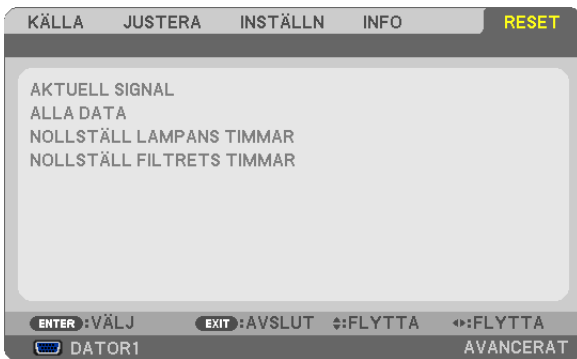 KÄLLA JUSTERA INSTÄLLN INFO RESET
AKTUELL SIGNAL
ALLA DATA
NOLLSTÄLL LAMPANS TIMMAR
NOLLSTÄLL FILTRETS TIMMAR
ENTER :VÄLJ EXIT :AVSLUT :FLYTTA :FLYTTA
DATOR1 AVANCERAT